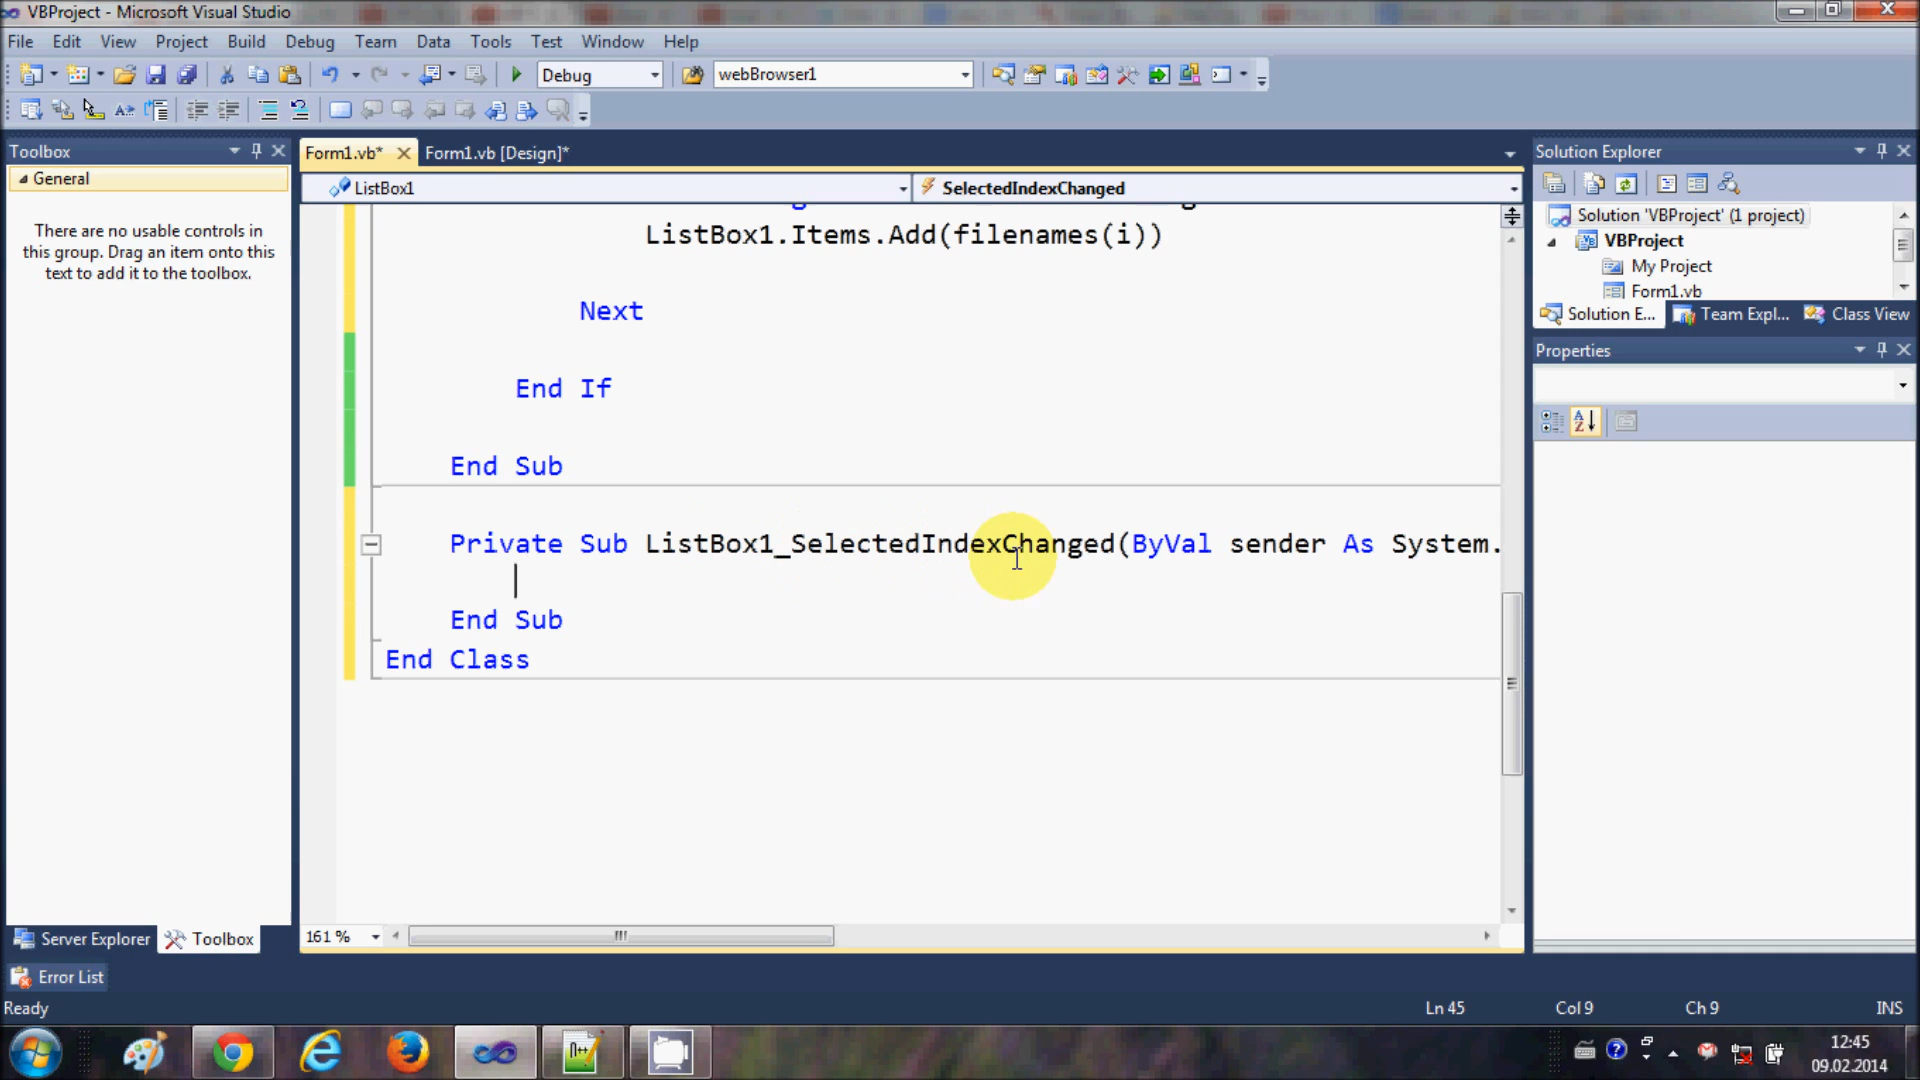 VBProject - Microsoft Visual Studio
File Edit View Project Build Debug Team Data Tools Test Window Help
Debug webBrowser1
Toolbox
General
There are no usable controls in
this group. Drag an item onto this
text to add it to the toolbox.
Server Explorer Toolbox
Form1.vb* Form1.vb [Design]*
ListBox1 SelectedIndexChanged
ListBox1.Items.Add(filenames(i))
Next
End If
End Sub
Private Sub ListBox1_SelectedIndexChanged(ByVal sender As System.
End Sub
End Class
161 %
Solution Explorer
Solution 'VBProject' (1 project)
VBProject
My Project
Form1.vb
Solution E... Team Expl... Class View
Properties
Error List
Ready Ln 45 Col 9 Ch 9 INS
12:45
09.02.2014